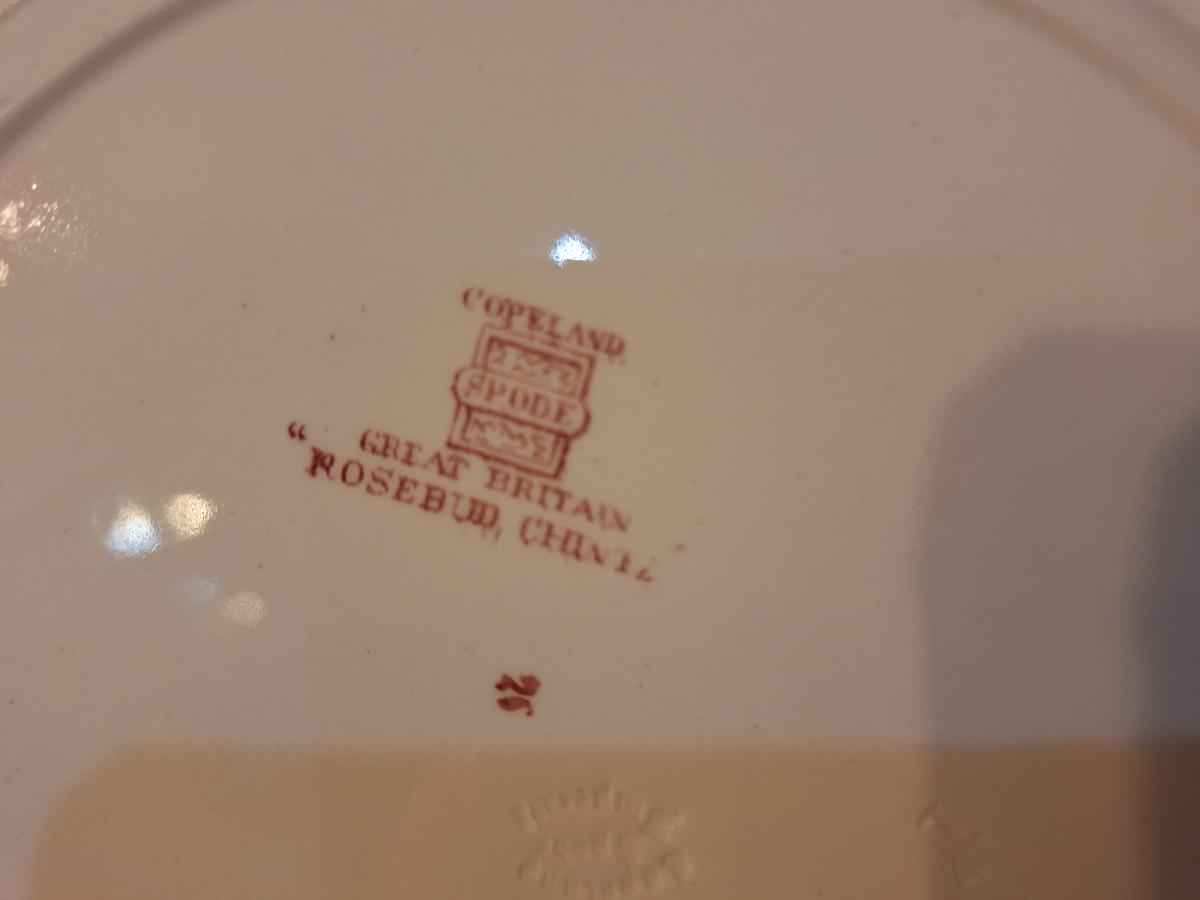 COPELAND
SPODE
GREAT BRITAIN
“ROSEBUD CHINTZ